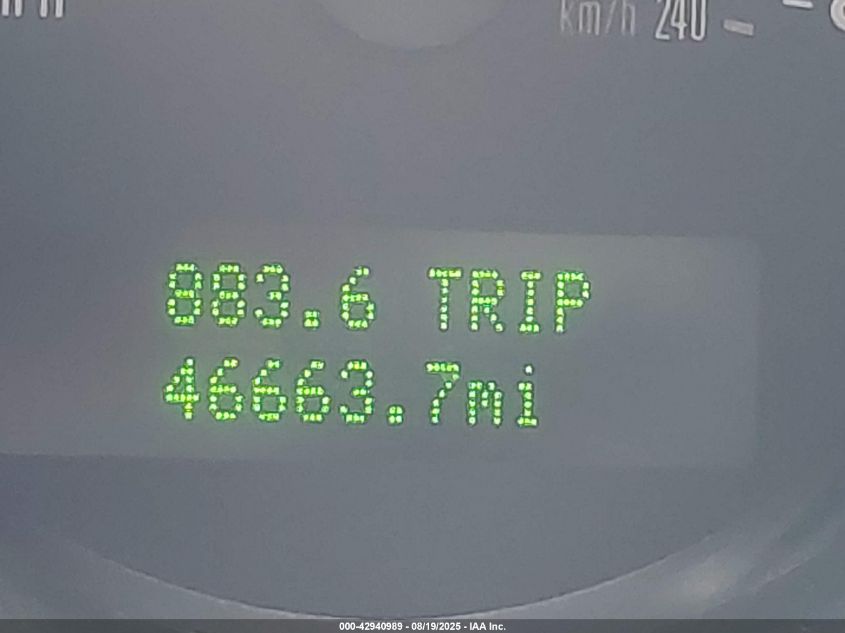 km/h 240
883.6 TRIP
46663.7mi
000-42940989 - 08/19/2025 - IAA Inc.